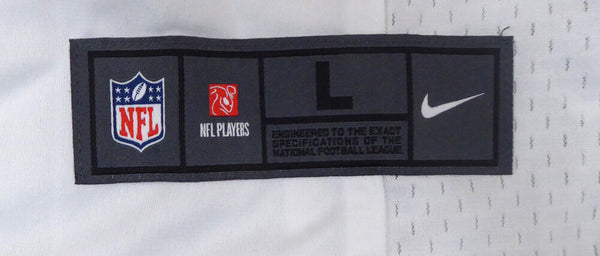 NFL
NFL PLAYERS
L
ENGINEERED TO THE EXACT
SPECIFICATIONS OF THE
NATIONAL FOOTBALL LEAGUE